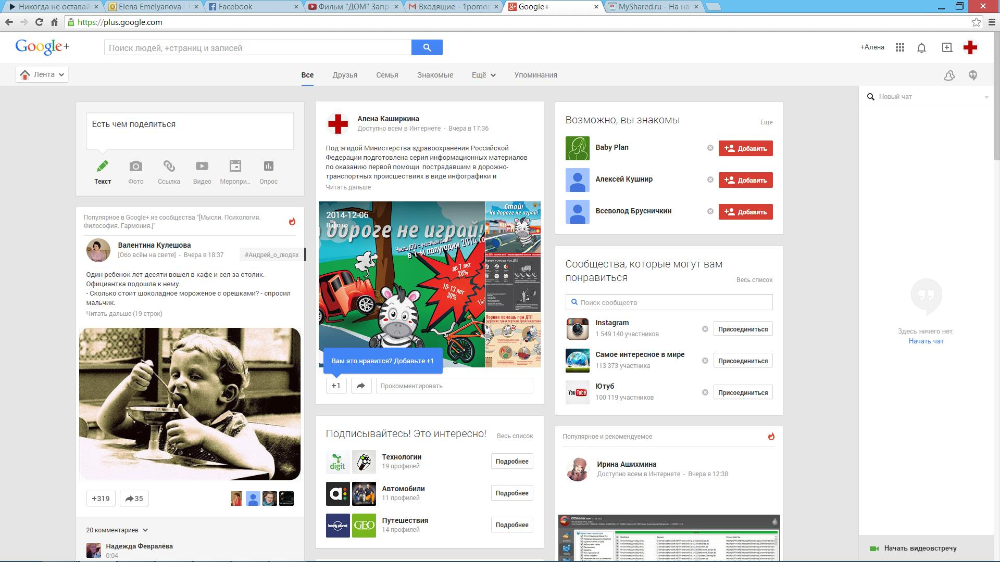 Никогда не оставай
Elena Emelyanova -
Facebook
Фильм "ДОМ" Запр
Входящие - 1pomos
Google+
MyShared.ru - На на
https://plus.google.com
Google+
Поиск людей, +страниц и записей
+Алена
Лента
Все
Друзья
Семья
Знакомые
Ещё
Упоминания
Есть чем поделиться
Текст
Фото
Ссылка
Видео
Меропри...
Опрос
Популярное в Google+ из сообщества "[Мысли. Психология.
Философия. Гармония.]"
Валентина Кулешова
[Обо всём на свете] - Вчера в 18:37
#Андрей_о_людях
Один ребенок лет десяти вошел в кафе и сел за столик.
Официантка подошла к нему.
- Сколько стоит шоколадное мороженое с орешками? - спросил
мальчик.
Читать дальше (19 строк)
+319
35
20 комментариев
Надежда Февралёва
0:04
Алена Каширкина
Доступно всем в Интернете - Вчера в 17:36
Под эгидой Министерства здравоохранения Российской
Федерации подготовлена серия информационных материалов
по оказанию первой помощи пострадавшим в дорожно-
транспортных происшествиях в виде инфографики и
Читать дальше
2014-12-06
8 фото
дороге не играй!
Число ДТП с участием
в 1-м полугодии 2014
до 7 лет
28%
10-13 лет
30%
14-
Стой!
На дороге не играй!
Первая помощь при ДТП
Первая помощь при ДТП
Вам это нравится? Добавьте +1
+1
Прокомментировать
Подписывайтесь! Это интересно!
Весь список
digit
Технологии
19 профилей
Подробнее
a:
Автомобили
11 профилей
Подробнее
lonely planet
GEO
Путешествия
14 профилей
Подробнее
Возможно, вы знакомы
Еще
Baby Plan
Добавить
Алексей Кушнир
Добавить
Всеволод Брусничкин
Добавить
Сообщества, которые могут вам
понравиться
Весь список
Поиск сообществ
Instagram
1 549 140 участников
Присоединиться
Самое интересное в мире
113 373 участника
Присоединиться
YouTube
Ютуб
100 119 участников
Присоединиться
Популярное и рекомендуемое
Ирина Ашихмина
Доступно всем в Интернете - Вчера в 12:38
CCleaner.com
Новый чат
Здесь ничего нет.
Начать чат
Начать видеовстречу